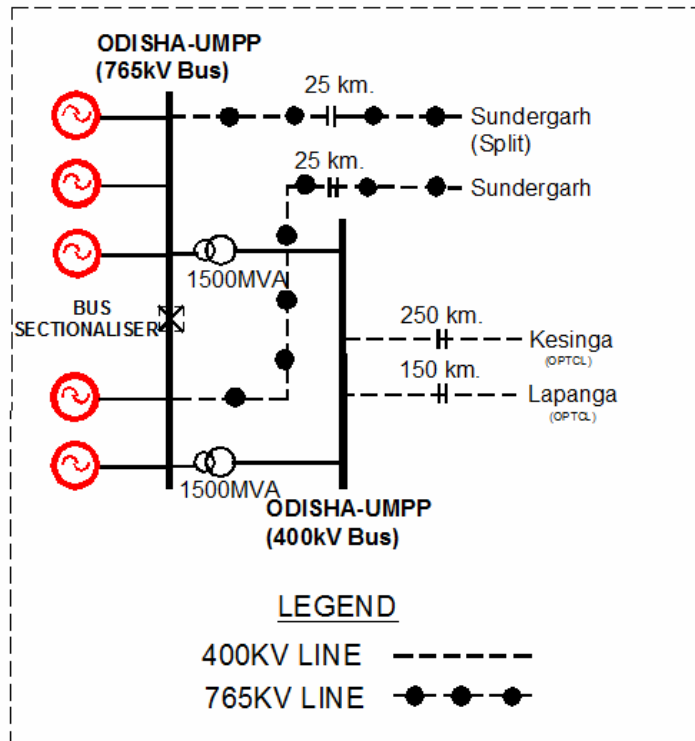 ODISHA-UMPP
(765kV Bus)
25 km.
Sundergarh
(Split)
25 km.
Sundergarh
1500MVA
BUS
SECTIONALISER
250 km.
Kesinga
(OPTCL)
150 km.
Lapanga
(OPTCL)
1500MVA
ODISHA-UMPP
(400kV Bus)
LEGEND
400KV LINE
765KV LINE